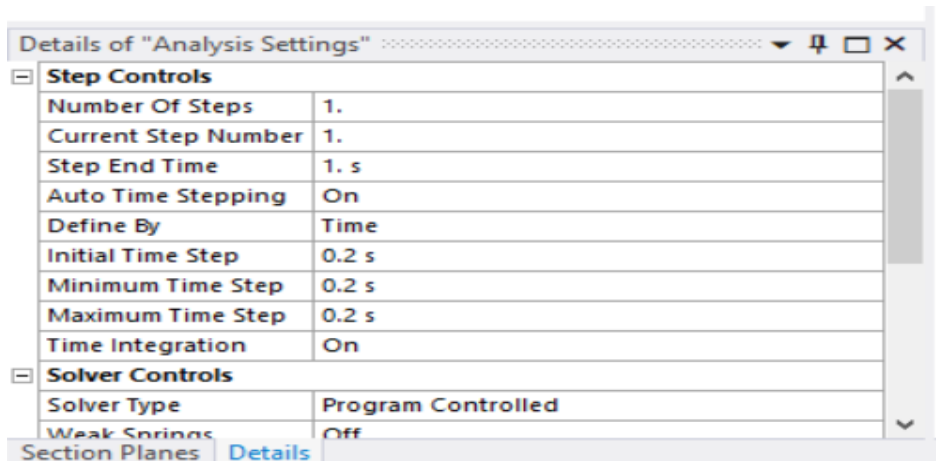 Details of "Analysis Settings"
Step Controls
Number Of Steps 1.
Current Step Number 1.
Step End Time 1. s
Auto Time Stepping On
Define By Time
Initial Time Step 0.2 s
Minimum Time Step 0.2 s
Maximum Time Step 0.2 s
Time Integration On
Solver Controls
Solver Type Program Controlled
Weak Springs Off
Section Planes Details